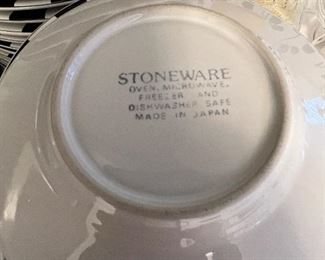 STONEWARE
OVEN, MICROWAVE,
FREEZER AND
DISHWASHER SAFE
MADE IN JAPAN